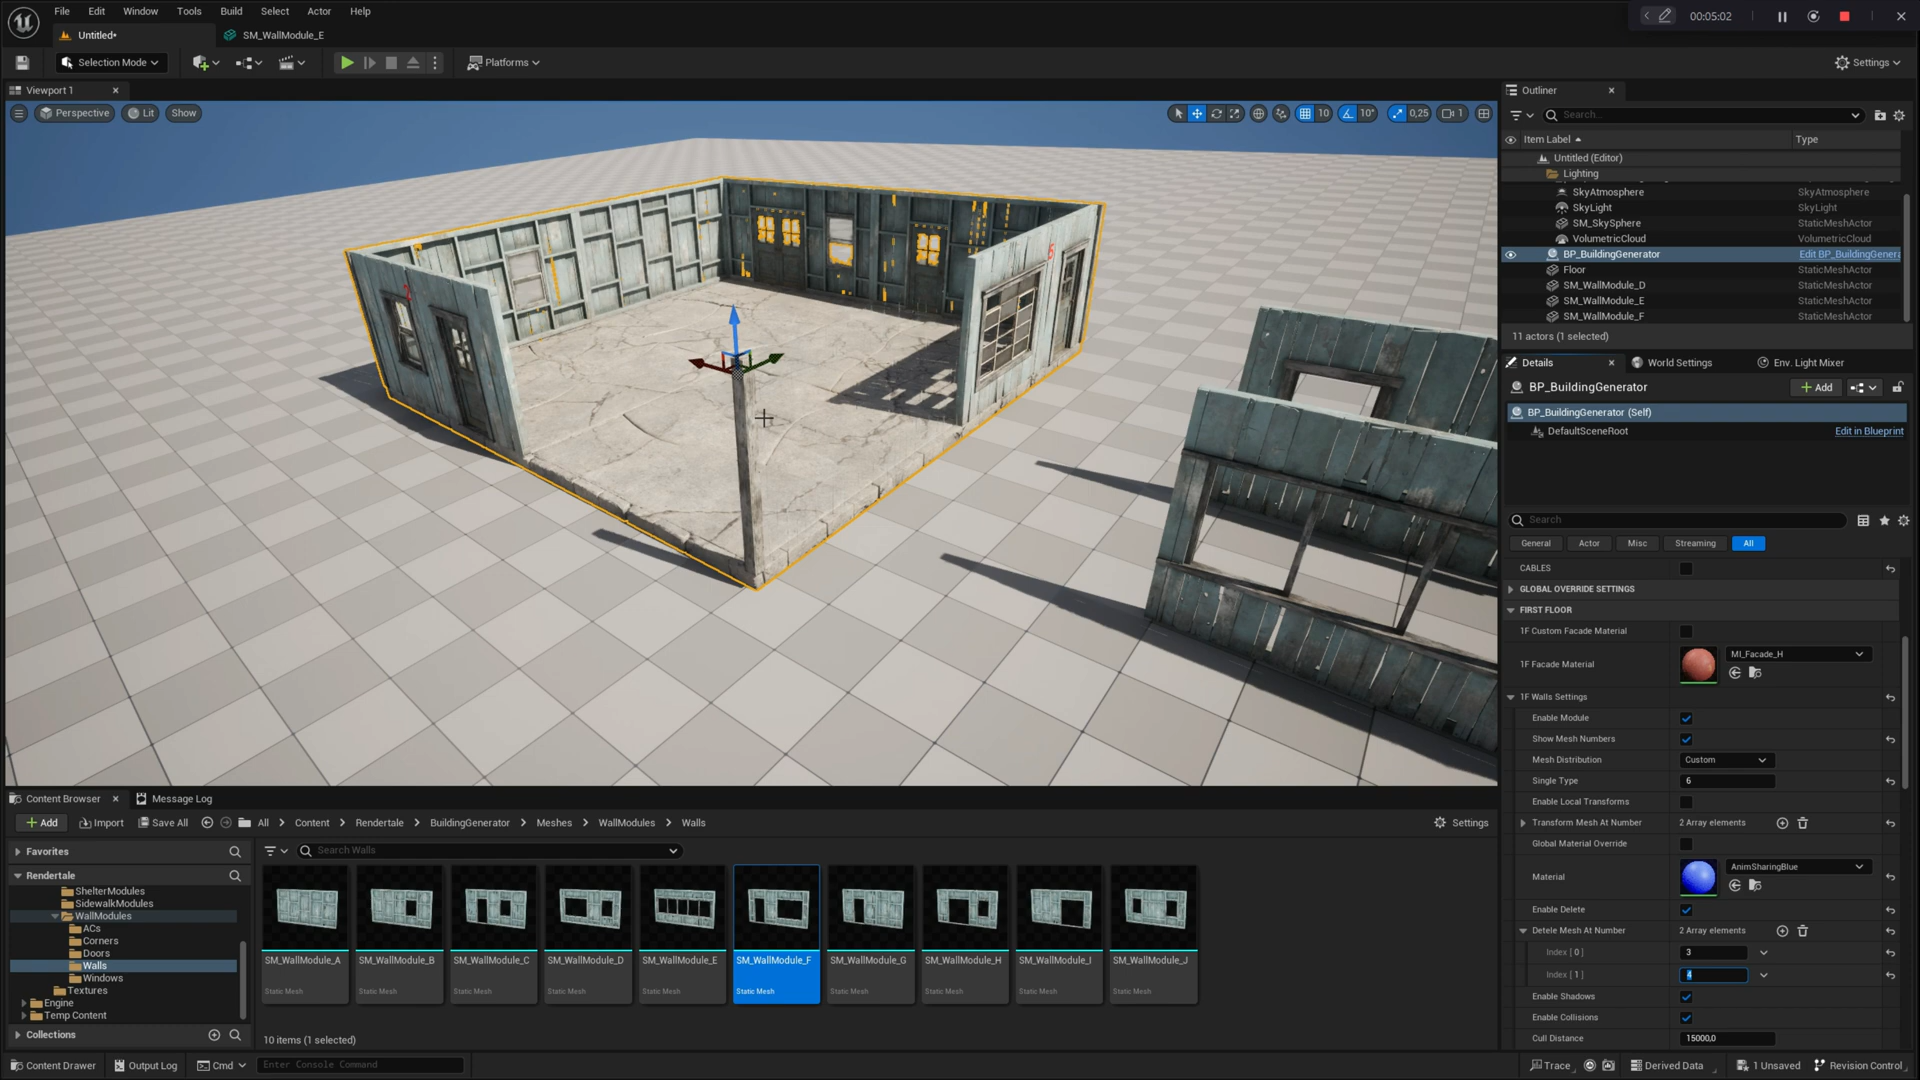 File Edit Window Tools Build Select Actor Help
00:05:02
Untitled•
SM_WallModule_E
Selection Mode
Platforms
Settings
Viewport 1
Perspective
Lit
Show
10
10°
0,25
1
2
5
Outliner
Search...
Item Label
Type
Untitled (Editor)
Lighting
SkyAtmosphere SkyAtmosphere
SkyLight SkyLight
SM_SkySphere StaticMeshActor
VolumetricCloud VolumetricCloud
BP_BuildingGenerator Edit BP_BuildingGenera
Floor StaticMeshActor
SM_WallModule_D StaticMeshActor
SM_WallModule_E StaticMeshActor
SM_WallModule_F StaticMeshActor
11 actors (1 selected)
Details
World Settings
Env. Light Mixer
BP_BuildingGenerator
Add
BP_BuildingGenerator (Self)
DefaultSceneRoot
Edit in Blueprint
Search
General
Actor
Misc
Streaming
All
CABLES
GLOBAL OVERRIDE SETTINGS
FIRST FLOOR
1F Custom Facade Material
1F Facade Material
MI_Facade_H
1F Walls Settings
Enable Module
Show Mesh Numbers
Mesh Distribution Custom
Single Type 6
Enable Local Transforms
Transform Mesh At Number 2 Array elements
Global Material Override
Material
AnimSharingBlue
Enable Delete
Detele Mesh At Number 2 Array elements
Index [ 0 ] 3
Index [ 1 ] 4
Enable Shadows
Enable Collisions
Cull Distance 15000,0
Content Browser
Message Log
Add
Import
Save All
All
Content
Rendertale
BuildingGenerator
Meshes
WallModules
Walls
Settings
Favorites
Rendertale
ShelterModules
SidewalkModules
WallModules
ACs
Corners
Doors
Walls
Windows
Textures
Engine
Temp Content
Collections
Search Walls
SM_WallModule_A
SM_WallModule_B
SM_WallModule_C
SM_WallModule_D
SM_WallModule_E
SM_WallModule_F
SM_WallModule_G
SM_WallModule_H
SM_WallModule_I
SM_WallModule_J
Static Mesh
Static Mesh
Static Mesh
Static Mesh
Static Mesh
Static Mesh
Static Mesh
Static Mesh
Static Mesh
Static Mesh
10 items (1 selected)
Content Drawer
Output Log
Cmd
Enter Console Command
Trace
Derived Data
1 Unsaved
Revision Control